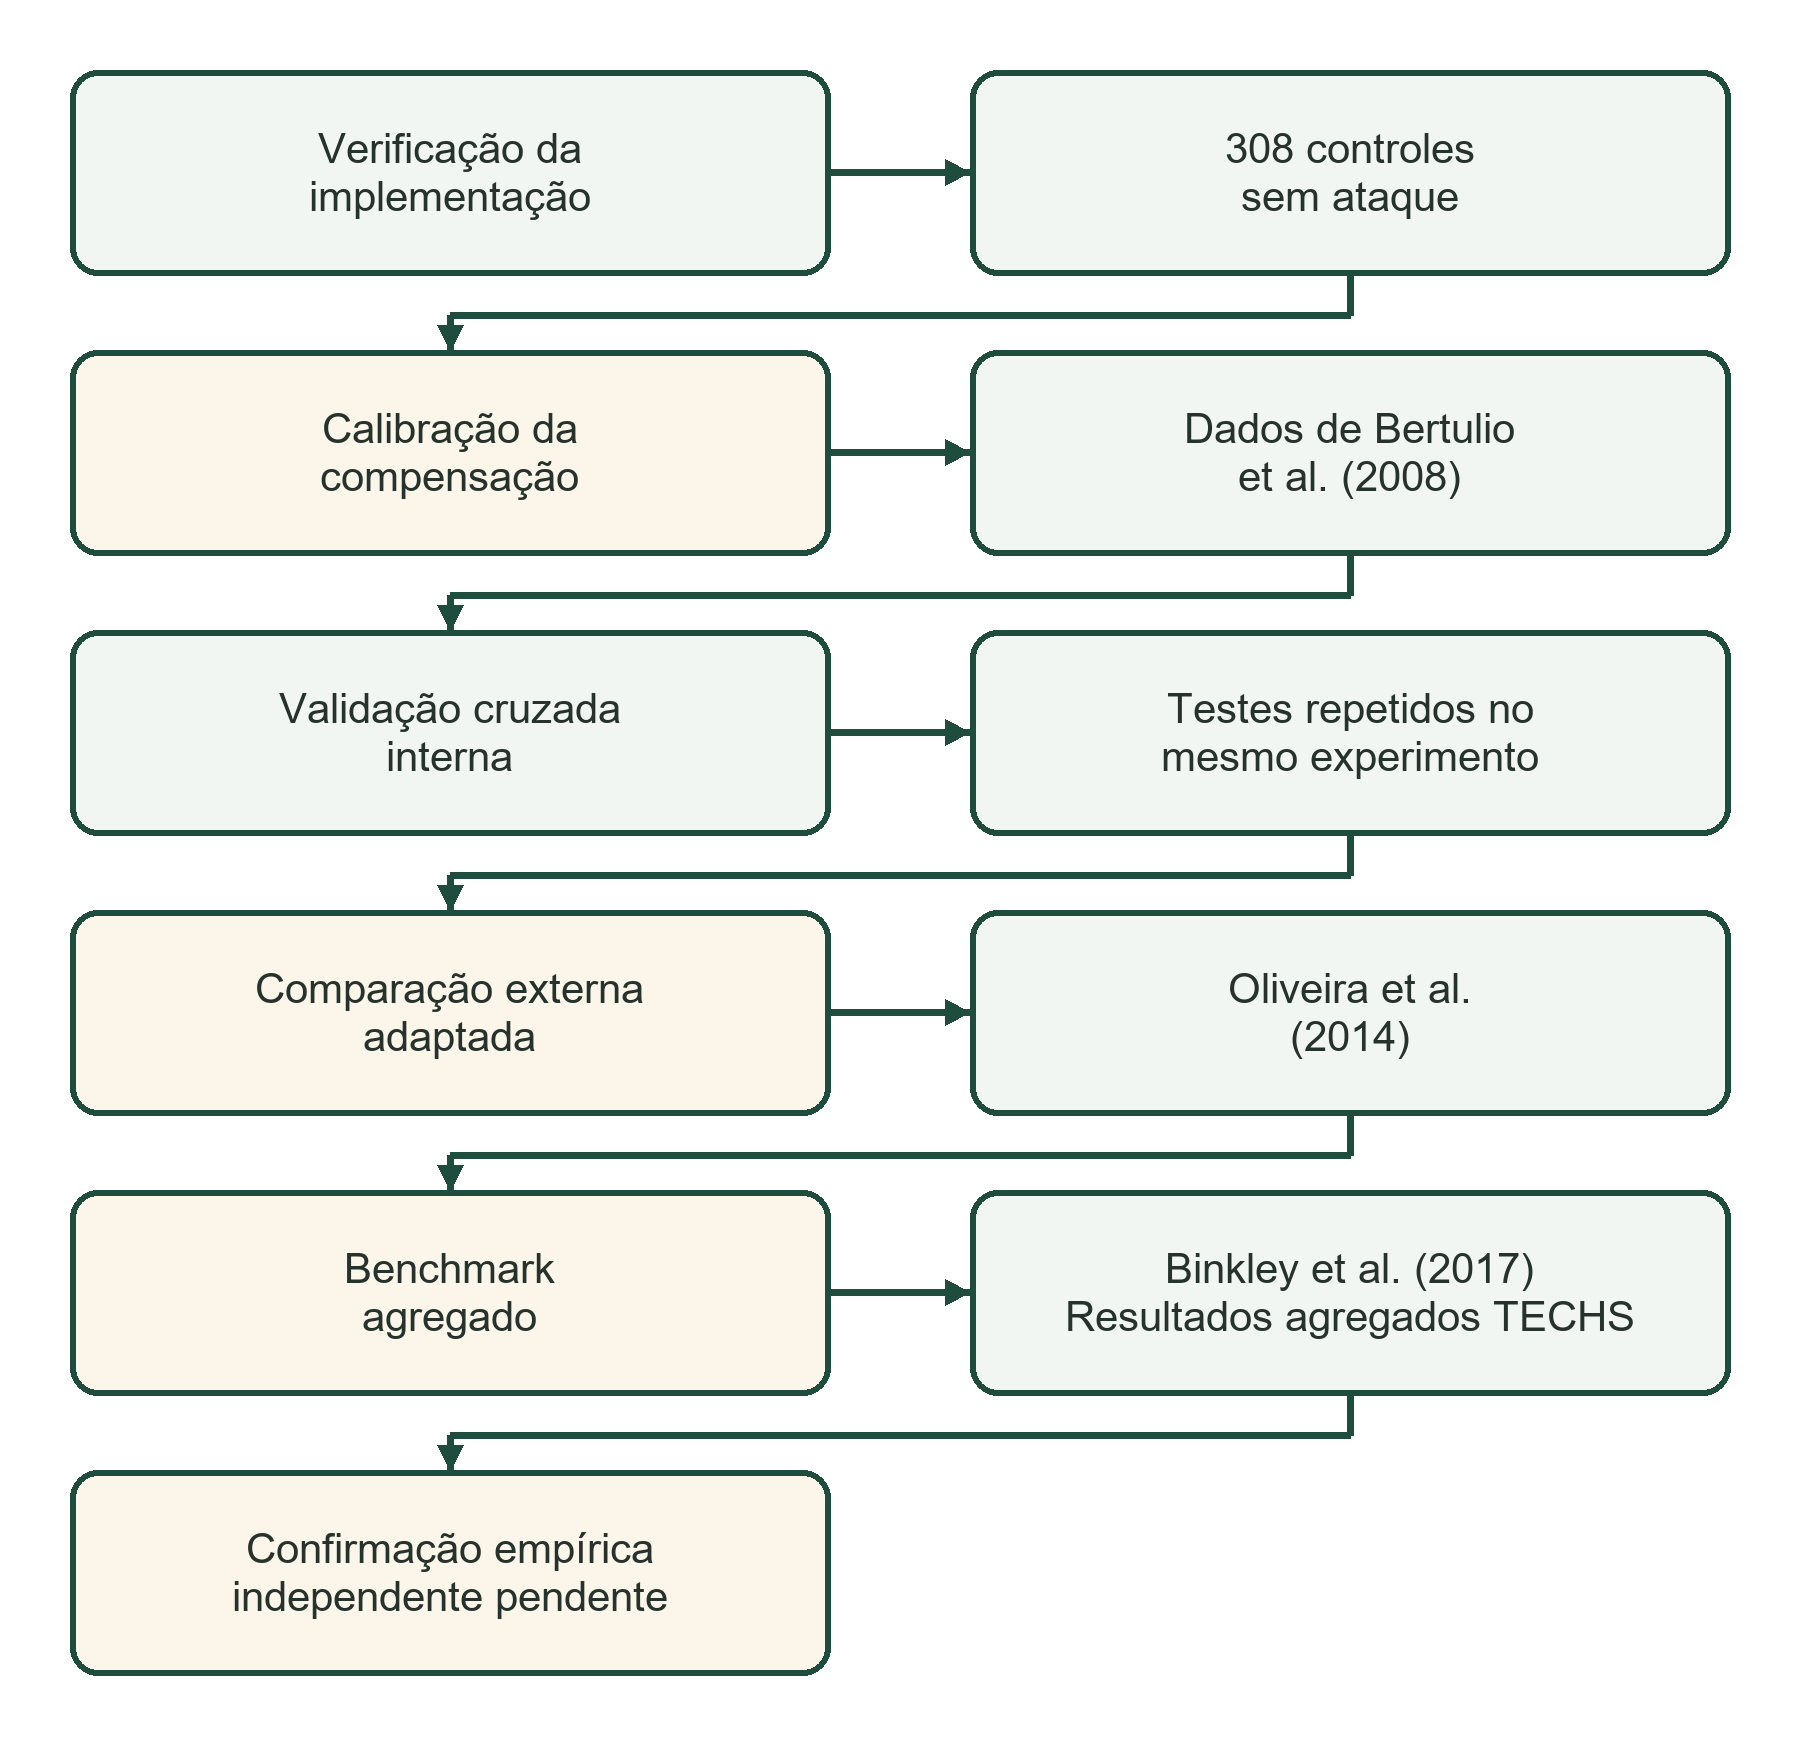 Verificação da
implementação
308 controles
sem ataque
Calibração da
compensação
Dados de Bertulio
et al. (2008)
Validação cruzada
interna
Testes repetidos no
mesmo experimento
Comparação externa
adaptada
Oliveira et al.
(2014)
Benchmark
agregado
Binkley et al. (2017)
Resultados agregados TECHS
Confirmação empírica
independente pendente